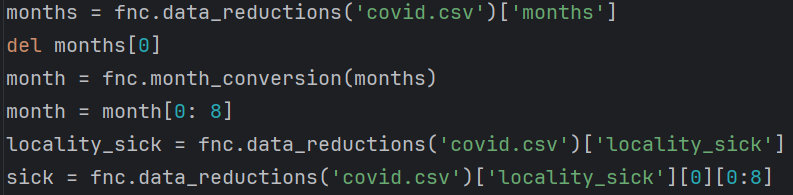 months = fnc.data_reductions('covid.csv')['months']
del months[0]
month = fnc.month_conversion(months)
month = month[0: 8]
locality_sick = fnc.data_reductions('covid.csv')['locality_sick']
sick = fnc.data_reductions('covid.csv')['locality_sick'][0][0:8]